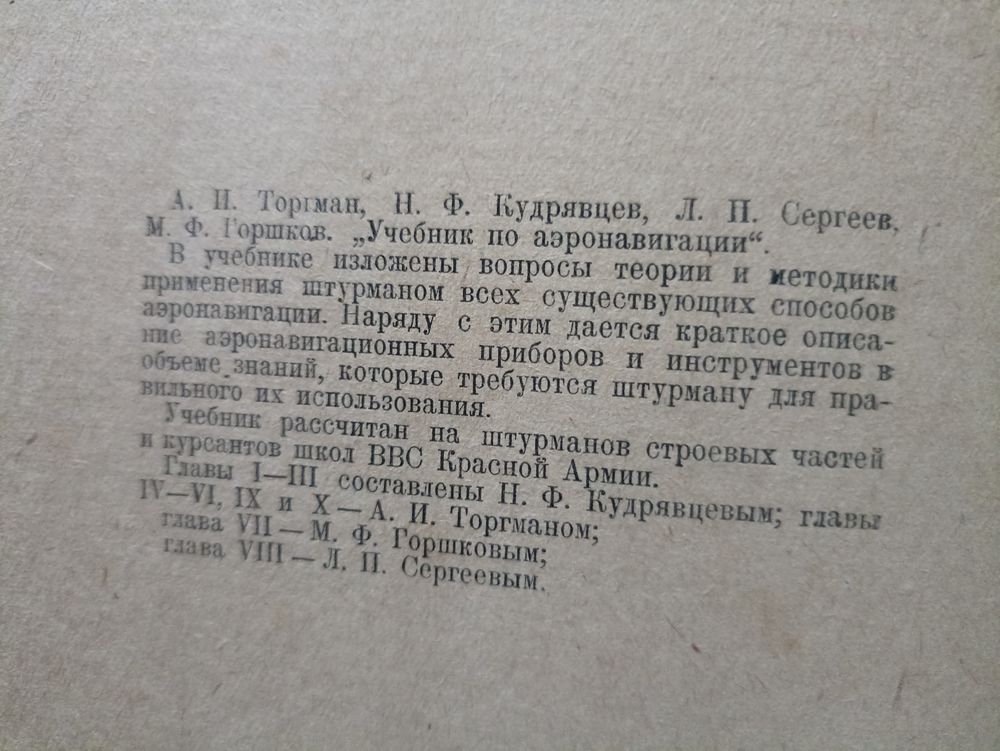 А. И. Торгман, Н. Ф. Кудрявцев, Л. П. Сергеев,
М. Ф. Горшков. „Учебник по аэронавигации“.
В учебнике изложены вопросы теории и методики
применения штурманом всех существующих способов
аэронавигации. Наряду с этим дается краткое описа-
ние аэронавигационных приборов и инструментов в
объеме знаний, которые требуются штурману для пра-
вильного их использования.
Учебник рассчитан на штурманов строевых частей
и курсантов школ ВВС Красной Армии.
Главы I—III составлены Н. Ф. Кудрявцевым; главы
IV—VI, IX и X — А. И. Торгманом;
глава VII — М. Ф. Горшковым;
глава VIII — Л. П. Сергеевым.